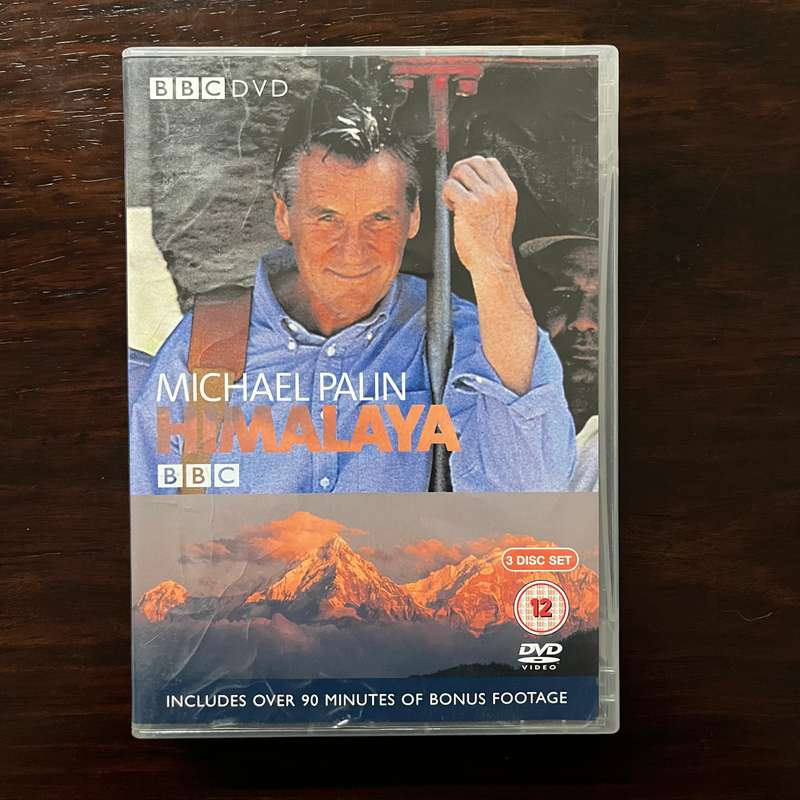 BBC DVD
MICHAEL PALIN
HIMALAYA
BBC
3 DISC SET
12
DVD
VIDEO
INCLUDES OVER 90 MINUTES OF BONUS FOOTAGE